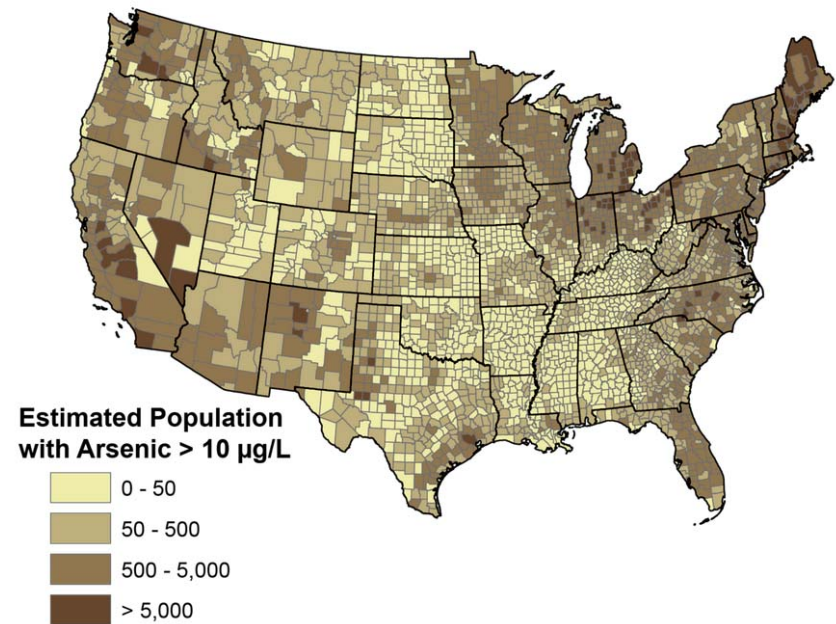 Estimated Population
with Arsenic > 10 µg/L
0 - 50
50 - 500
500 - 5,000
> 5,000